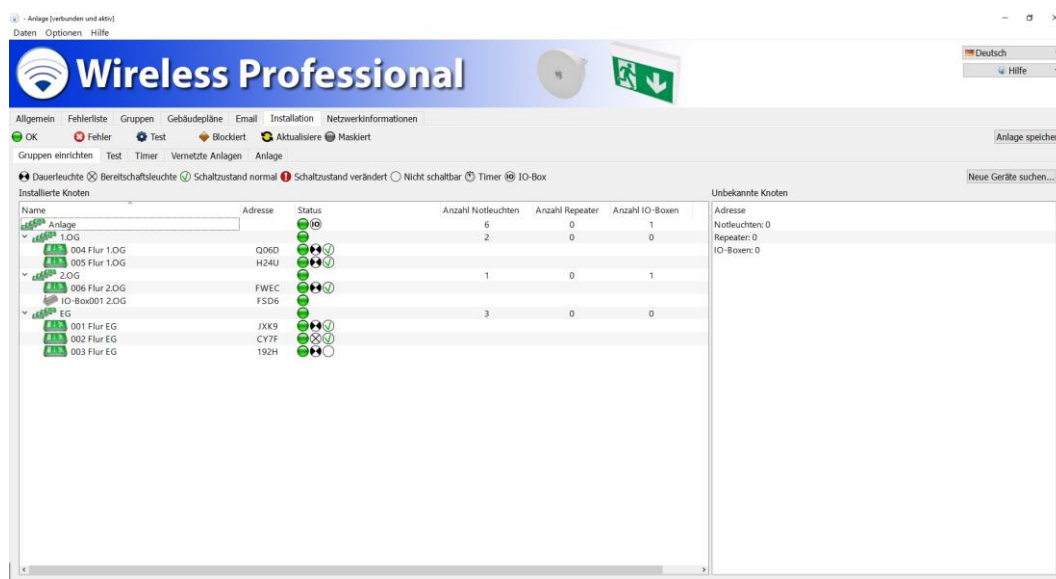 - Anlage [verbunden und aktiv]
Daten Optionen Hilfe
Wireless Professional
Deutsch
Hilfe
Allgemein Fehlerliste Gruppen Gebäudepläne Email Installation Netzwerkinformationen
OK Fehler Test Blockiert Aktualisiere Maskiert
Anlage speicher
Gruppen einrichten Test Timer Vernetzte Anlagen Anlage
Dauerleuchte Bereitschaftsleuchte Schaltzustand normal Schaltzustand verändert Nicht schaltbar Timer IO-Box
Neue Geräte suchen...
Installierte Knoten
Name Adresse Status Anzahl Notleuchten Anzahl Repeater Anzahl IO-Boxen
Anlage IO 6 0 1
1.OG 2 0 0
004 Flur 1.OG Q06D
005 Flur 1.OG H24U
2.OG 1 0 1
006 Flur 2.OG FWEC
IO-Box001 2.OG FSD6
EG 3 0 0
001 Flur EG JXK9
002 Flur EG CY7F
003 Flur EG 192H
Unbekannte Knoten
Adresse
Notleuchten: 0
Repeater: 0
IO-Boxen: 0